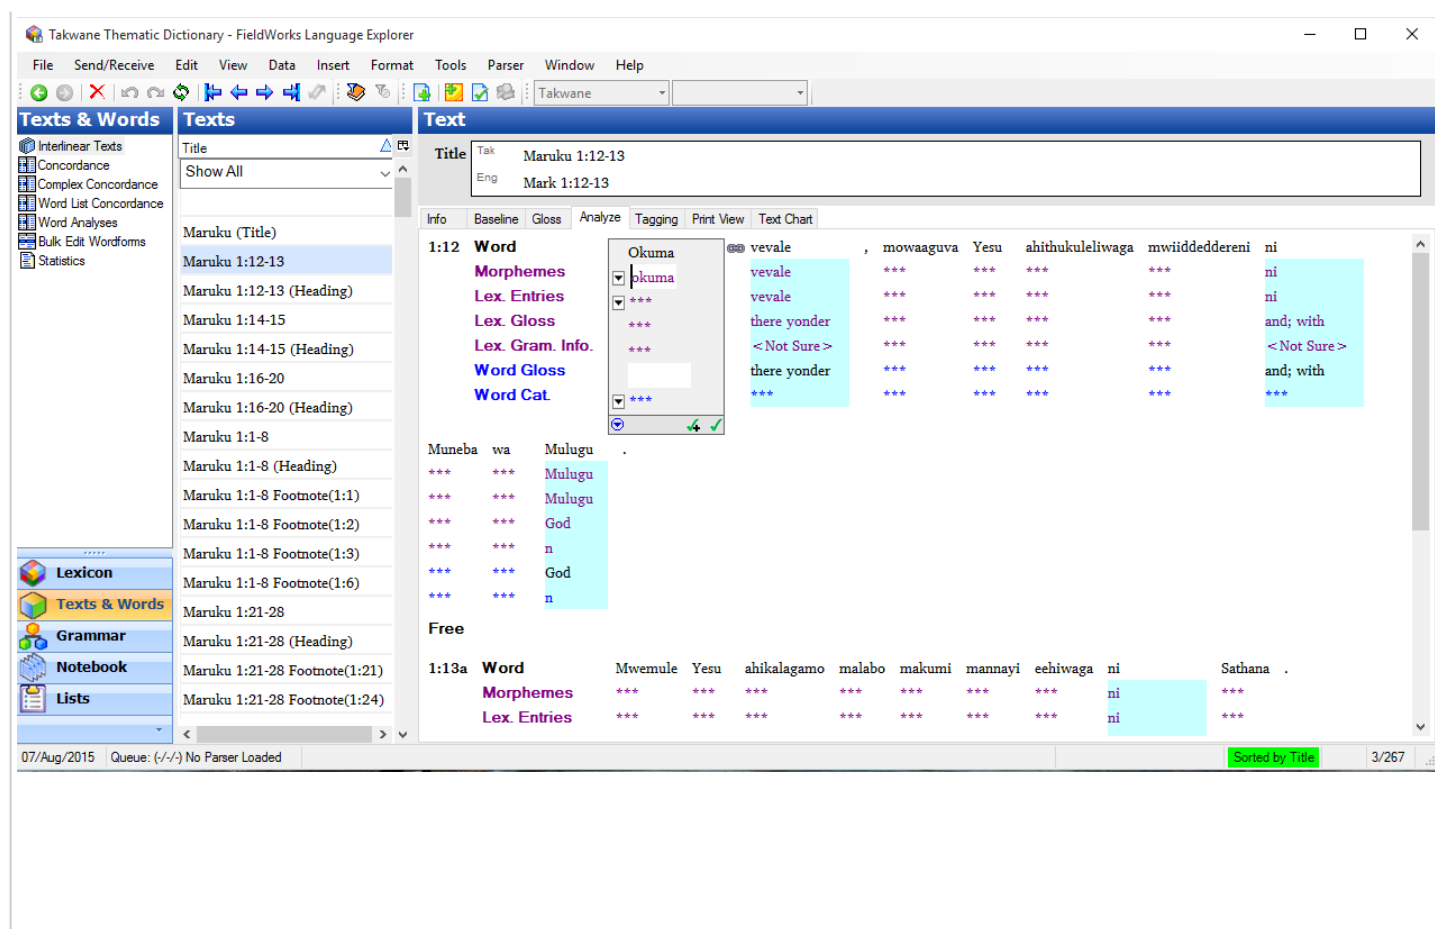 Takwane Thematic Dictionary - FieldWorks Language Explorer
File Send/Receive Edit View Data Insert Format Tools Parser Window Help
Takwane
Texts & Words
Interlinear Texts
Concordance
Complex Concordance
Word List Concordance
Word Analyses
Bulk Edit Wordforms
Statistics
Lexicon
Texts & Words
Grammar
Notebook
Lists
Texts
Title
Show All
Maruku (Title)
Maruku 1:12-13
Maruku 1:12-13 (Heading)
Maruku 1:14-15
Maruku 1:14-15 (Heading)
Maruku 1:16-20
Maruku 1:16-20 (Heading)
Maruku 1:1-8
Maruku 1:1-8 (Heading)
Maruku 1:1-8 Footnote(1:1)
Maruku 1:1-8 Footnote(1:2)
Maruku 1:1-8 Footnote(1:3)
Maruku 1:1-8 Footnote(1:6)
Maruku 1:21-28
Maruku 1:21-28 (Heading)
Maruku 1:21-28 Footnote(1:21)
Maruku 1:21-28 Footnote(1:24)
Text
Title Tak Maruku 1:12-13
Eng Mark 1:12-13
Info Baseline Gloss Analyze Tagging Print View Text Chart
1:12 Word Okuma vevale , mowaaguva Yesu ahithukuleliwaga mwiiddeddereni ni
Morphemes okuma vevale *** *** *** *** ni
Lex. Entries *** vevale *** *** *** *** ni
Lex. Gloss *** there yonder *** *** *** *** and; with
Lex. Gram. Info. *** <Not Sure> *** *** *** *** <Not Sure>
Word Gloss there yonder *** *** *** *** and; with
Word Cat. *** *** *** *** *** *** ***
Muneba wa Mulugu .
*** *** Mulugu
*** *** Mulugu
*** *** God
*** *** n
*** *** God
*** *** n
Free
1:13a Word Mwemule Yesu ahikalagamo malabo makumi mannayi eehiwaga ni Sathana .
Morphemes *** *** *** *** *** *** *** ni ***
Lex. Entries *** *** *** *** *** *** *** ni ***
07/Aug/2015 Queue: (-/-/-) No Parser Loaded Sorted by Title 3/267